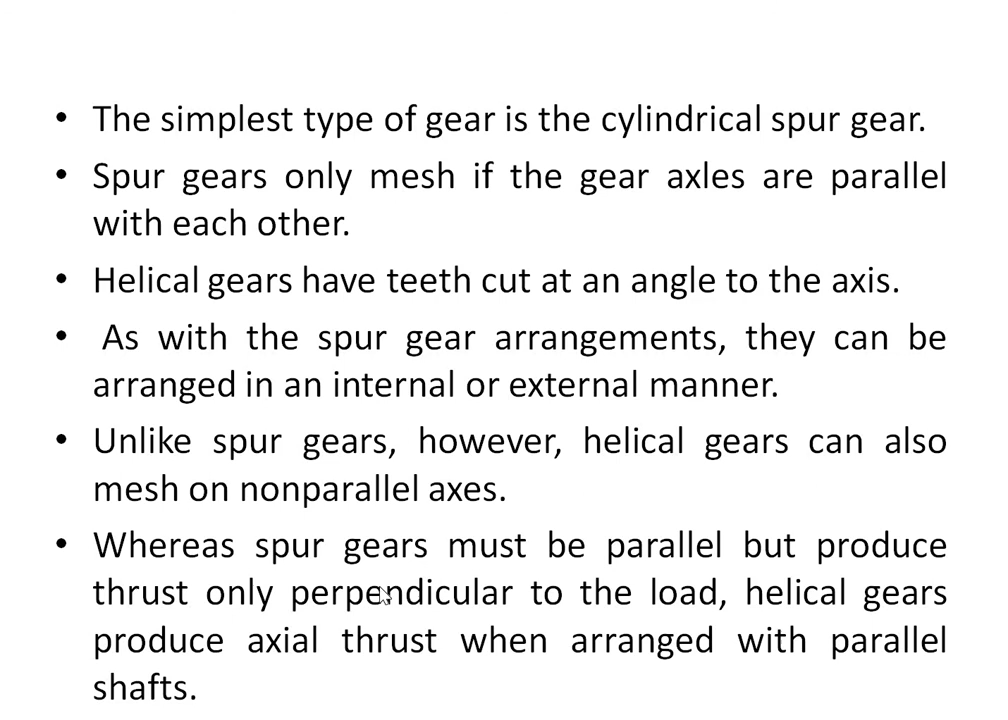 • The simplest type of gear is the cylindrical spur gear.
• Spur gears only mesh if the gear axles are parallel
with each other.
• Helical gears have teeth cut at an angle to the axis.
• As with the spur gear arrangements, they can be
arranged in an internal or external manner.
• Unlike spur gears, however, helical gears can also
mesh on nonparallel axes.
• Whereas spur gears must be parallel but produce
thrust only perpendicular to the load, helical gears
produce axial thrust when arranged with parallel
shafts.